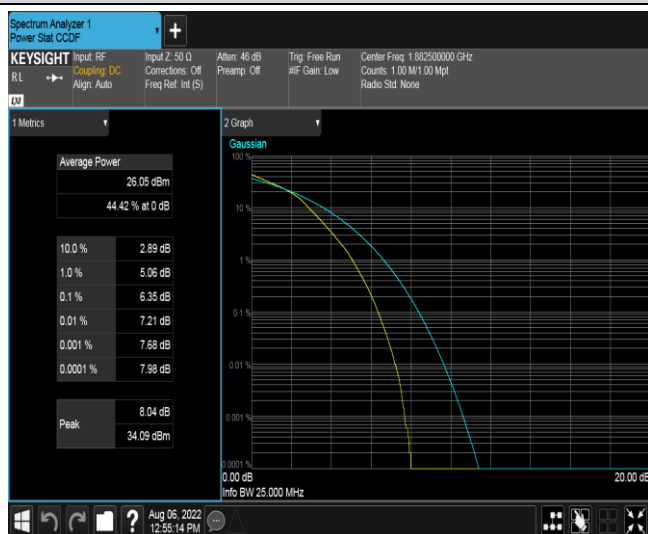 Spectrum Analyzer 1
Power Stat CCDF
KEYSIGHT
RL
LXI
Input: RF
Coupling: DC
Align: Auto
Input Z: 50 Ω
Corrections: Off
Freq Ref: Int (S)
Atten: 46 dB
Preamp: Off
Trig: Free Run
#IF Gain: Low
Center Freq: 1.882500000 GHz
Counts: 1.00 M/1.00 Mpt
Radio Std: None
1 Metrics
Average Power
26.05 dBm
44.42 % at 0 dB
10.0 % 2.89 dB
1.0 % 5.06 dB
0.1 % 6.35 dB
0.01 % 7.21 dB
0.001 % 7.68 dB
0.0001 % 7.98 dB
Peak
8.04 dB
34.09 dBm
2 Graph
Gaussian
100 %
10 %
1 %
0.1 %
0.01 %
0.001 %
0.0001 %
0.00 dB 20.00 dB
Info BW 25.000 MHz
Aug 06, 2022
12:55:14 PM